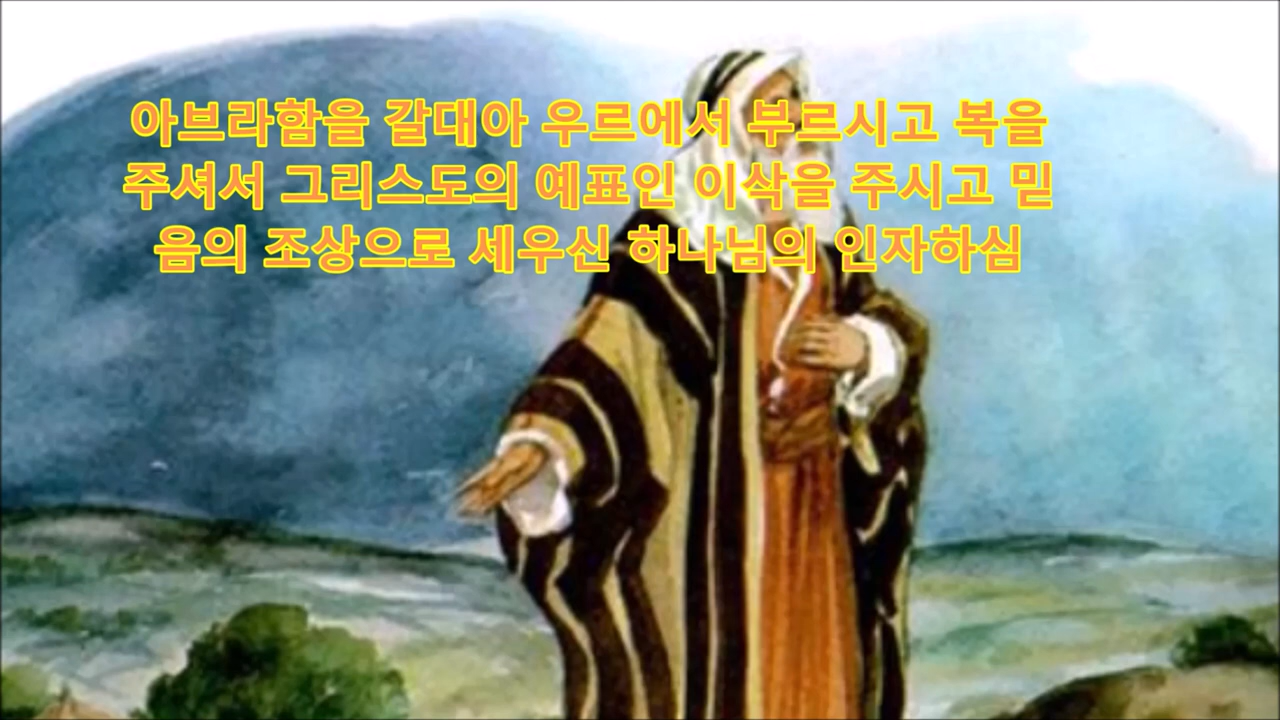 아브라함을 갈대아 우르에서 부르시고 복을
주셔서 그리스도의 예표인 이삭을 주시고 믿
음의 조상으로 세우신 하나님의 인자하심